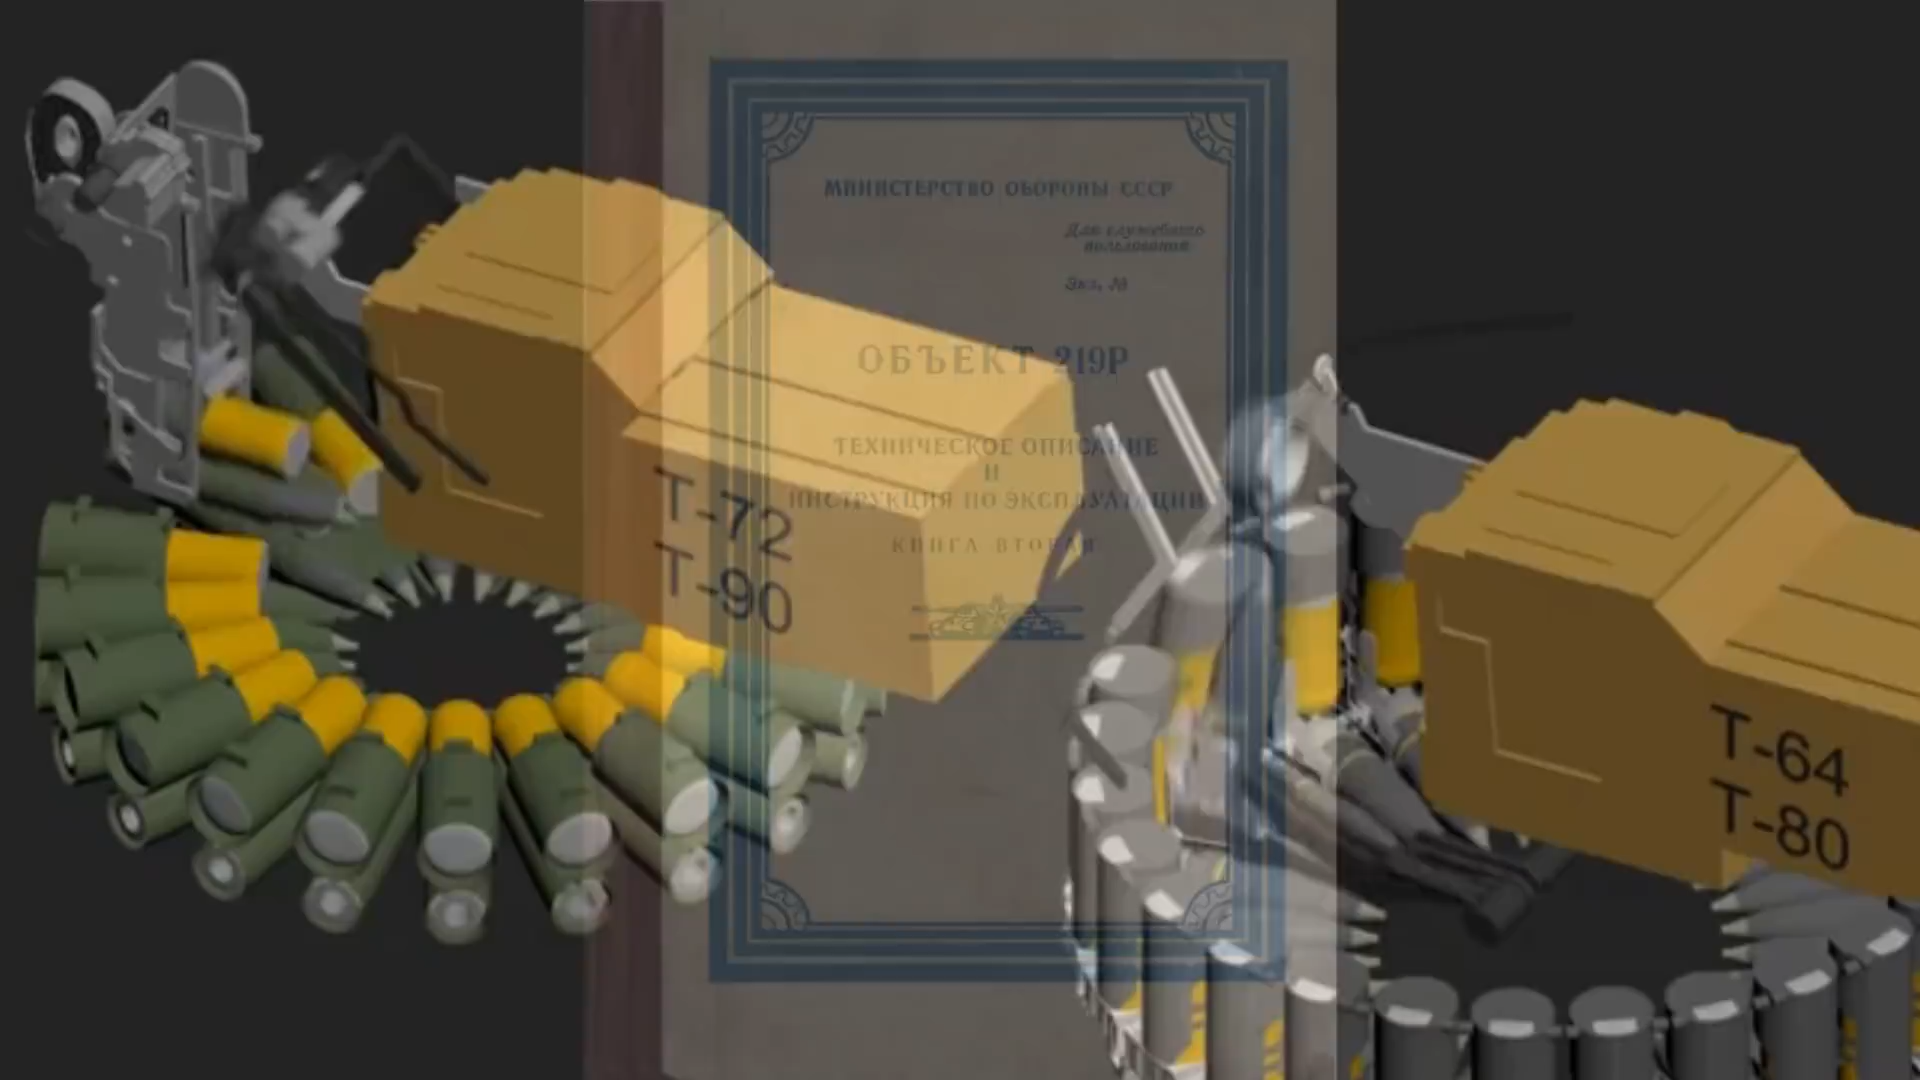 МИНИСТЕРСТВО ОБОРОНЫ СССР
Для служебного
пользования
Экз. №
ОБЪЕКТ 219Р
ТЕХНИЧЕСКОЕ ОПИСАНИЕ
И
ИНСТРУКЦИЯ ПО ЭКСПЛУАТАЦИИ
КНИГА ВТОРАЯ
T-72
T-90
T-64
T-80